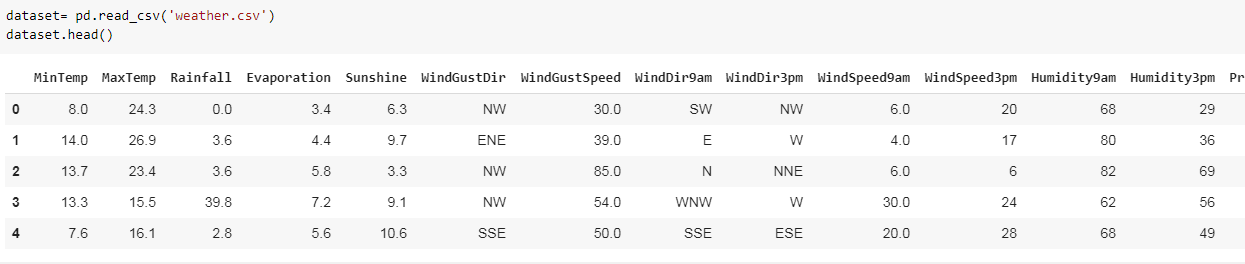 dataset= pd.read_csv('weather.csv')
dataset.head()
MinTemp MaxTemp Rainfall Evaporation Sunshine WindGustDir WindGustSpeed WindDir9am WindDir3pm WindSpeed9am WindSpeed3pm Humidity9am Humidity3pm Pr
0 8.0 24.3 0.0 3.4 6.3 NW 30.0 SW NW 6.0 20 68 29
1 14.0 26.9 3.6 4.4 9.7 ENE 39.0 E W 4.0 17 80 36
2 13.7 23.4 3.6 5.8 3.3 NW 85.0 N NNE 6.0 6 82 69
3 13.3 15.5 39.8 7.2 9.1 NW 54.0 WNW W 30.0 24 62 56
4 7.6 16.1 2.8 5.6 10.6 SSE 50.0 SSE ESE 20.0 28 68 49